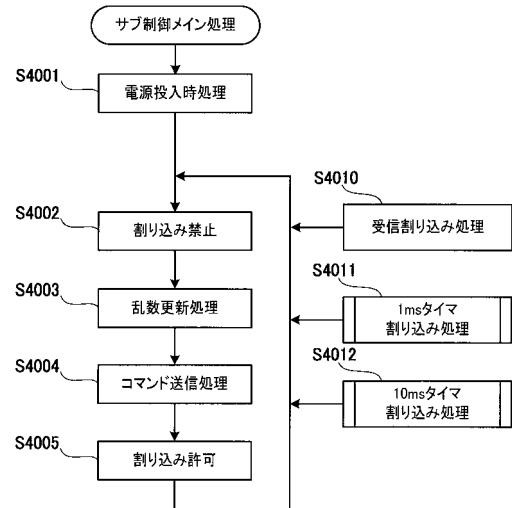 サブ制御メイン処理
S4001
電源投入時処理
S4002
割り込み禁止
S4003
乱数更新処理
S4004
コマンド送信処理
S4005
割り込み許可
S4010
受信割り込み処理
S4011
1msタイマ
割り込み処理
S4012
10msタイマ
割り込み処理